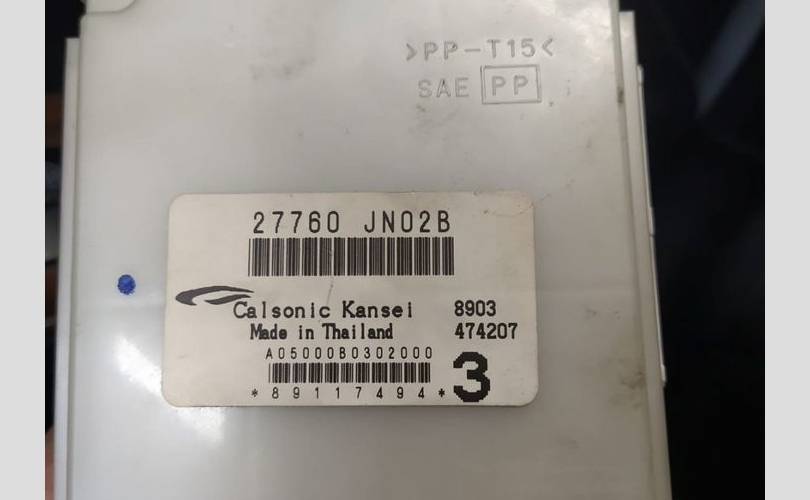 >PP-T15<
SAE PP
27760 JN02B
Calsonic Kansei 8903
Made in Thailand 474207
A05000B0302000
*89117494* 3